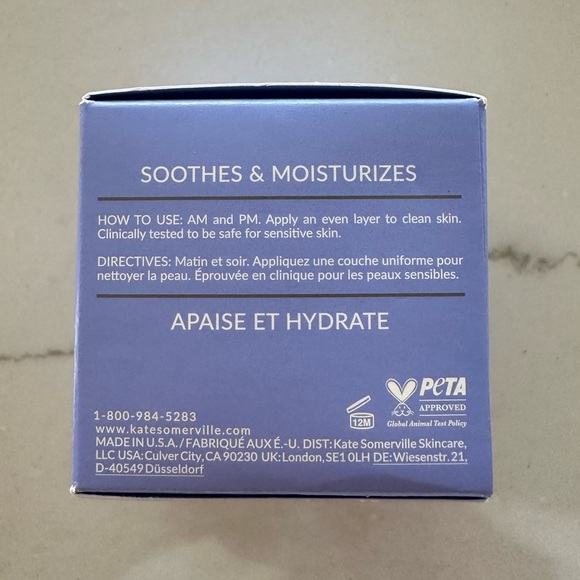 SOOTHES & MOISTURIZES
HOW TO USE: AM and PM. Apply an even layer to clean skin.
Clinically tested to be safe for sensitive skin.
DIRECTIVES: Matin et soir. Appliquez une couche uniforme pour
nettoyer la peau. Éprouvée en clinique pour les peaux sensibles.
APAISE ET HYDRATE
PETA
APPROVED
Global Animal Test Policy
12M
1-800-984-5283
www.katesomerville.com
MADE IN U.S.A./FABRIQUÉ AUX É.-U. DIST: Kate Somerville Skincare,
LLC USA: Culver City, CA 90230 UK: London, SE1 0LH DE: Wiesenstr. 21,
D-40549 Düsseldorf